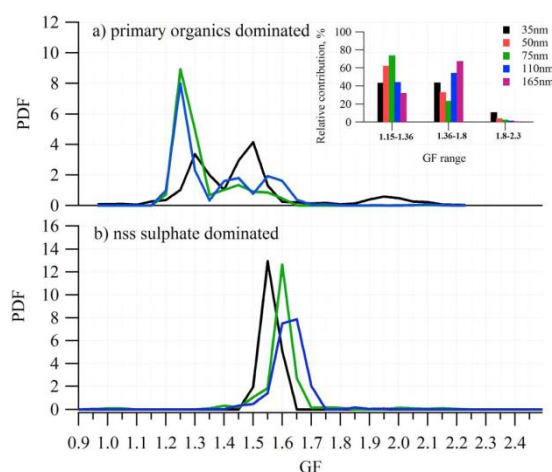 12
10
8
6
4
2
0
PDF
a) primary organics dominated
100
80
60
40
20
0
Relative contribution, %
1.15-1.36 1.36-1.8 1.8-2.3
GF range
35nm
50nm
75nm
110nm
165nm
16
14
12
10
8
6
4
2
0
PDF
b) nss sulphate dominated
0.9 1.0 1.1 1.2 1.3 1.4 1.5 1.6 1.7 1.8 1.9 2.0 2.1 2.2 2.3 2.4
GF